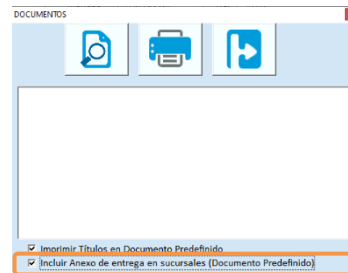 DOCUMENTOS
Imprimir Títulos en Documento Predefinido
Incluir Anexo de entrega en sucursales (Documento Predefinido)